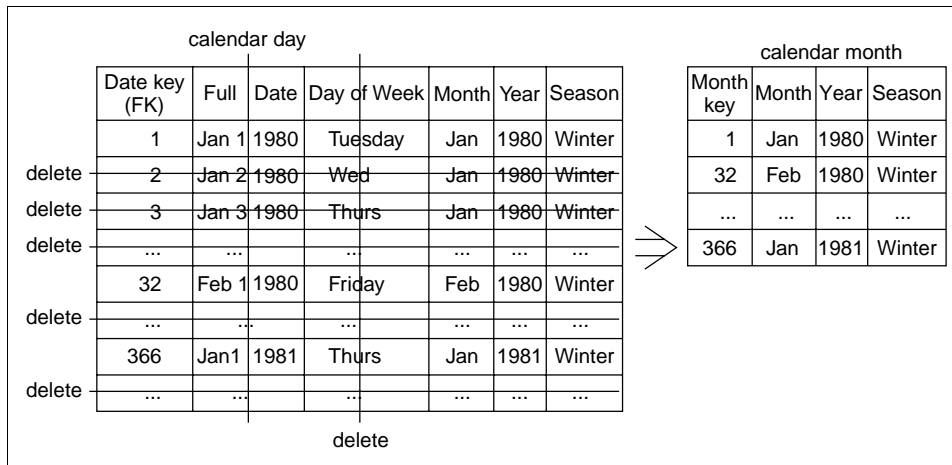 calendar day
Date key (FK) Full Date Day of Week Month Year Season
1 Jan 1 1980 Tuesday Jan 1980 Winter
delete 2 Jan 2 1980 Wed Jan 1980 Winter
delete 3 Jan 3 1980 Thurs Jan 1980 Winter
delete ... ... ... ... ... ...
32 Feb 1 1980 Friday Feb 1980 Winter
delete ... ... ... ... ... ...
366 Jan1 1981 Thurs Jan 1981 Winter
delete ... ... ... ... ... ...
delete
calendar month
Month key Month Year Season
1 Jan 1980 Winter
32 Feb 1980 Winter
... ... ... ...
366 Jan 1981 Winter